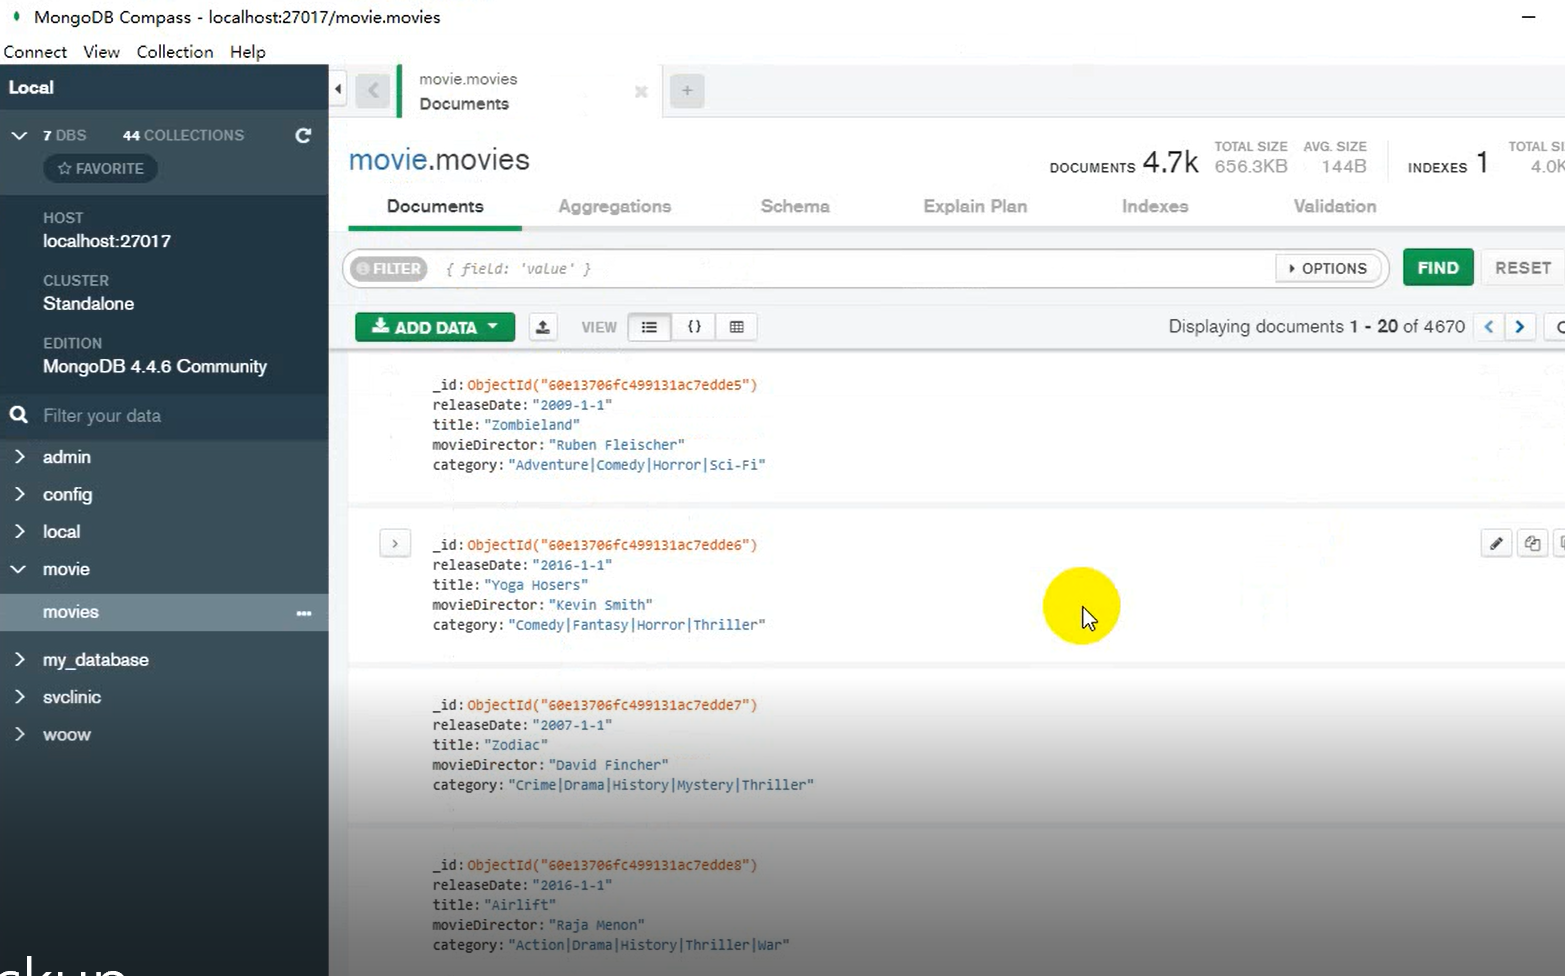 MongoDB Compass - localhost:27017/movie.movies
Connect View Collection Help
Local
7 DBS 44 COLLECTIONS
FAVORITE
HOST
localhost:27017
CLUSTER
Standalone
EDITION
MongoDB 4.4.6 Community
Filter your data
admin
config
local
movie
movies
my_database
svclinic
woow
movie.movies
Documents
movie.movies
DOCUMENTS 4.7k TOTAL SIZE 656.3KB AVG. SIZE 144B INDEXES 1 TOTAL
Documents Aggregations Schema Explain Plan Indexes Validation
FILTER { field: 'value' } OPTIONS FIND RESET
ADD DATA VIEW {} Displaying documents 1 - 20 of 4670
_id: ObjectId("60e13706fc499131ac7edde5")
releaseDate: "2009-1-1"
title: "Zombieland"
movieDirector: "Ruben Fleischer"
category: "Adventure|Comedy|Horror|Sci-Fi"
_id: ObjectId("60e13706fc499131ac7edde6")
releaseDate: "2016-1-1"
title: "Yoga Hosers"
movieDirector: "Kevin Smith"
category: "Comedy|Fantasy|Horror|Thriller"
_id: ObjectId("60e13706fc499131ac7edde7")
releaseDate: "2007-1-1"
title: "Zodiac"
movieDirector: "David Fincher"
category: "Crime|Drama|History|Mystery|Thriller"
_id: ObjectId("60e13706fc499131ac7edde8")
releaseDate: "2016-1-1"
title: "Airlift"
movieDirector: "Raja Menon"
category: "Action|Drama|History|Thriller|War"